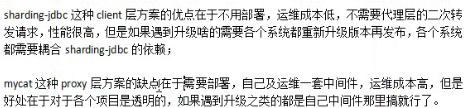 sharding-jdbc 这种 client 层方案的优点在于不用部署，运维成本低，不需要代理层的二次转
发请求，性能很高，但是如果遇到升级啥的需要各个系统都重新升级版本再发布，各个系
统都需要耦合 sharding-jdbc 的依赖；
mycat 这种 proxy 层方案的缺点在于需要部署，自己及运维一套中间件，运维成本高，但是
好处在于对于各个项目是透明的，如果遇到升级之类的都是自己中间件那里搞就行了。